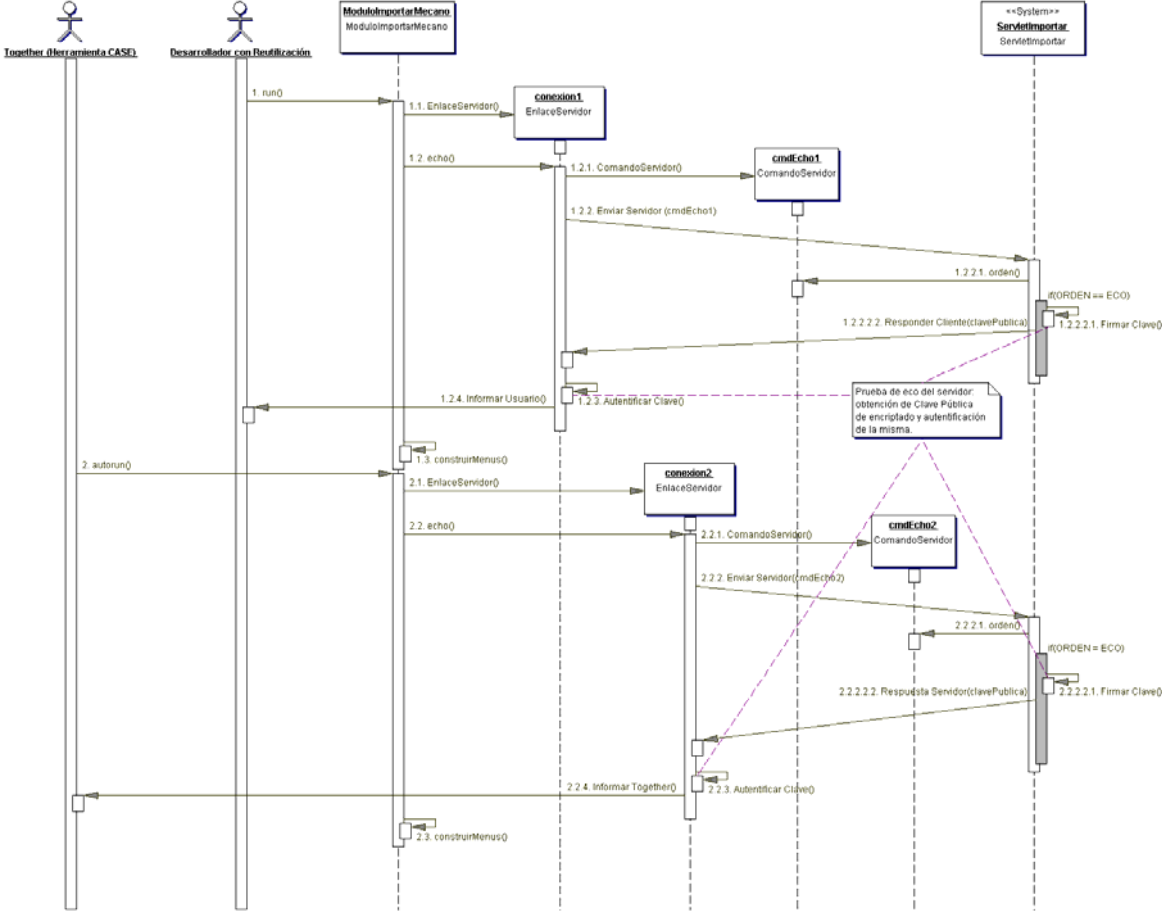 ModuloImportarMecano
ModuloImportarMecano
<<System>>
ServletImportar
ServletImportar
Together (Herramienta CASE)
Desarrollador con Reutilización
1. run()
1.1. EnlaceServidor()
conexion1
EnlaceServidor
1.2. echo()
1.2.1. ComandoServidor()
cmdEcho1
ComandoServidor
1.2.2. Enviar Servidor (cmdEcho1)
1.2.2.1. orden()
if(ORDEN == ECO)
1.2.2.2.2. Responder Cliente(clavePublica)
1.2.2.2.1. Firmar Clave()
1.2.4. Informar Usuario()
1.2.3. Autentificar Clave()
Prueba de eco del servidor:
obtención de Clave Pública
de encriptado y autentificación
de la misma.
1.3. construirMenus()
2. autorun()
2.1. EnlaceServidor()
conexion2
EnlaceServidor
2.2. echo()
2.2.1. ComandoServidor()
cmdEcho2
ComandoServidor
2.2.2. Enviar Servidor(cmdEcho2)
2.2.2.1. orden()
if(ORDEN = ECO)
2.2.2.2.2. Respuesta Servidor(clavePublica)
2.2.2.2.1. Firmar Clave()
2.2.4. Informar Together()
2.2.3. Autentificar Clave()
2.3. construirMenus()